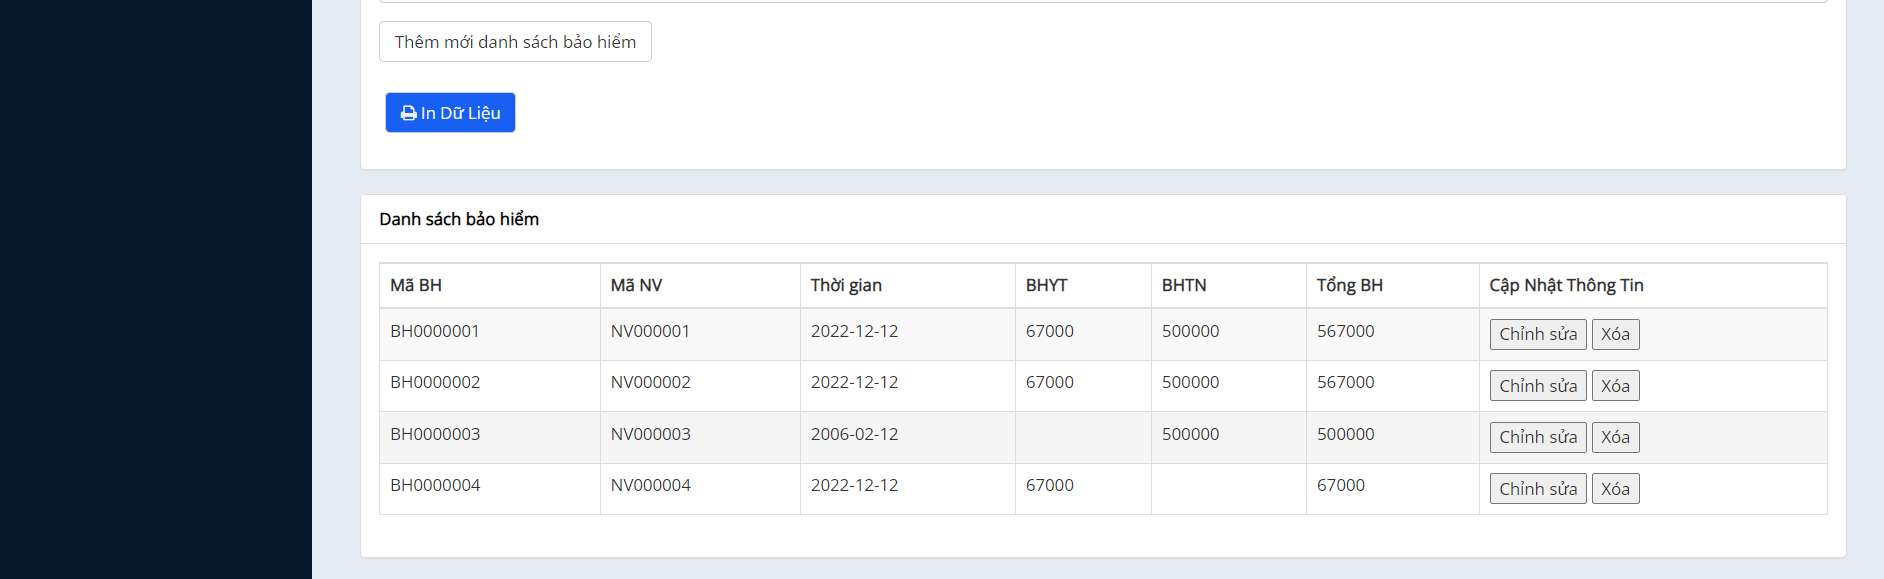 Thêm mới danh sách bảo hiểm
In Dữ Liệu
Danh sách bảo hiểm
Mã BH Mã NV Thời gian BHYT BHTN Tổng BH Cập Nhật Thông Tin
BH0000001 NV000001 2022-12-12 67000 500000 567000 Chỉnh sửa Xóa
BH0000002 NV000002 2022-12-12 67000 500000 567000 Chỉnh sửa Xóa
BH0000003 NV000003 2006-02-12 500000 500000 Chỉnh sửa Xóa
BH0000004 NV000004 2022-12-12 67000 67000 Chỉnh sửa Xóa